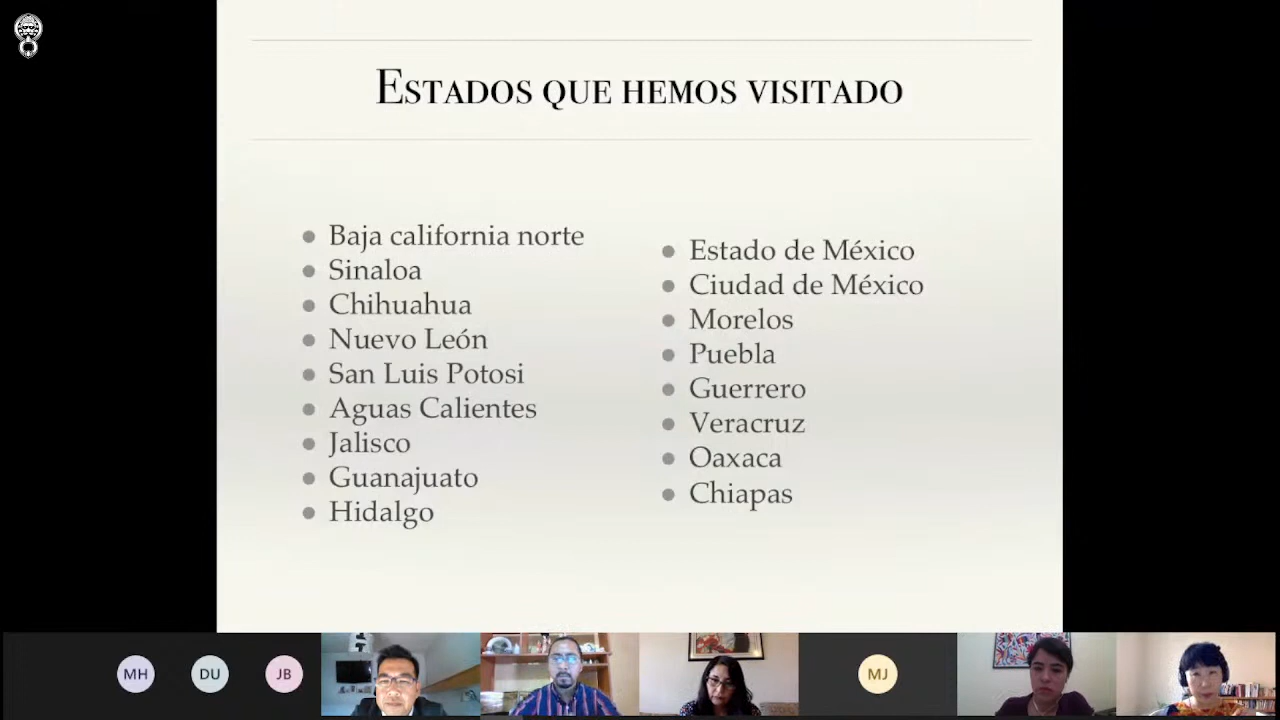 Estados que hemos visitado
Baja california norte
Sinaloa
Chihuahua
Nuevo León
San Luis Potosi
Aguas Calientes
Jalisco
Guanajuato
Hidalgo
Estado de México
Ciudad de México
Morelos
Puebla
Guerrero
Veracruz
Oaxaca
Chiapas
MH
DU
JB
MJ